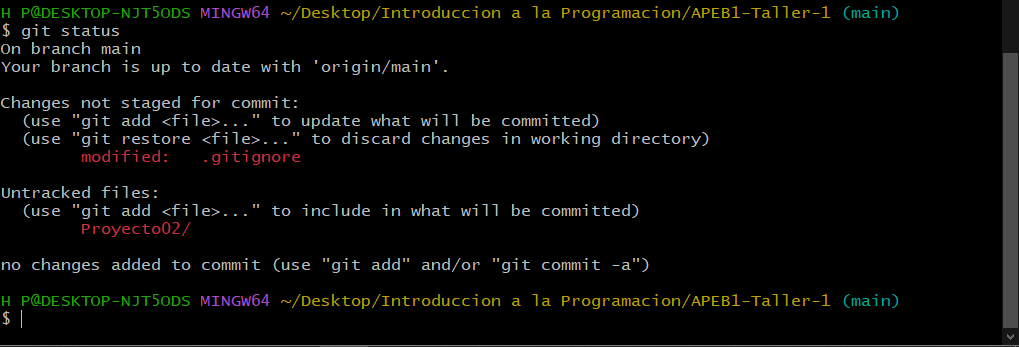 H P@DESKTOP-NJT5ODS MINGW64 ~/Desktop/Introduccion a la Programacion/APEB1-Taller-1 (main)
$ git status
On branch main
Your branch is up to date with 'origin/main'.
Changes not staged for commit:
  (use "git add <file>..." to update what will be committed)
  (use "git restore <file>..." to discard changes in working directory)
        modified:   .gitignore
Untracked files:
  (use "git add <file>..." to include in what will be committed)
        Proyecto02/
no changes added to commit (use "git add" and/or "git commit -a")
H P@DESKTOP-NJT5ODS MINGW64 ~/Desktop/Introduccion a la Programacion/APEB1-Taller-1 (main)
$